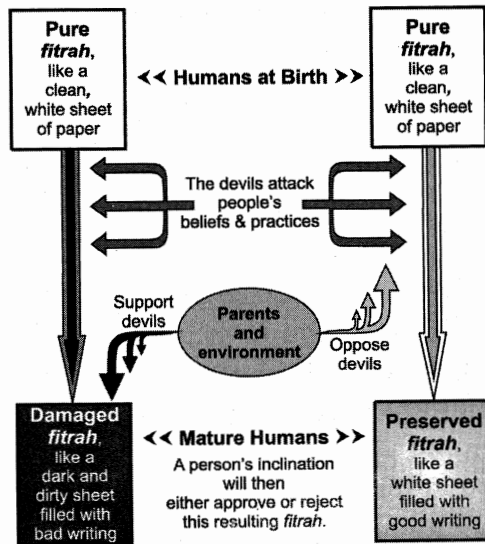 Pure
fitrah,
like a
clean,
white sheet
of paper
Humans at Birth
Pure
fitrah,
like a
clean,
white sheet
of paper
The devils attack
people's
beliefs & practices
Support
devils
Parents
and
environment
Oppose
devils
Damaged
fitrah,
like a
dark and
dirty sheet
filled with
bad writing
Mature Humans
A person's inclination
will then
either approve or reject
this resulting fitrah.
Preserved
fitrah,
like a
white sheet
filled with
good writing